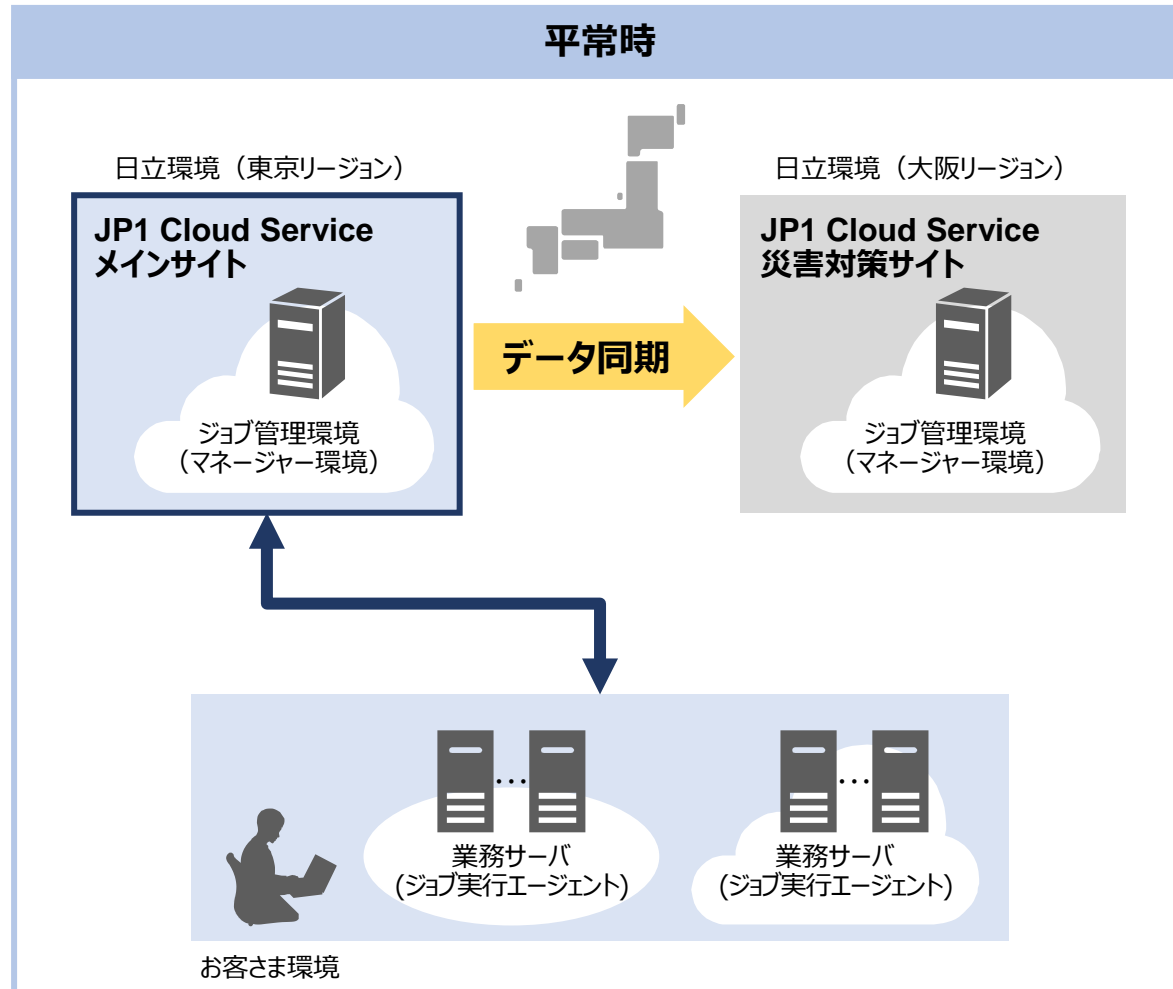 平常時
日立環境（東京リージョン）
JP1 Cloud Service
メインサイト
ジョブ管理環境
（マネージャー環境）
データ同期
日立環境（大阪リージョン）
JP1 Cloud Service
災害対策サイト
ジョブ管理環境
（マネージャー環境）
…
業務サーバ
(ジョブ実行エージェント)
…
業務サーバ
(ジョブ実行エージェント)
お客さま環境